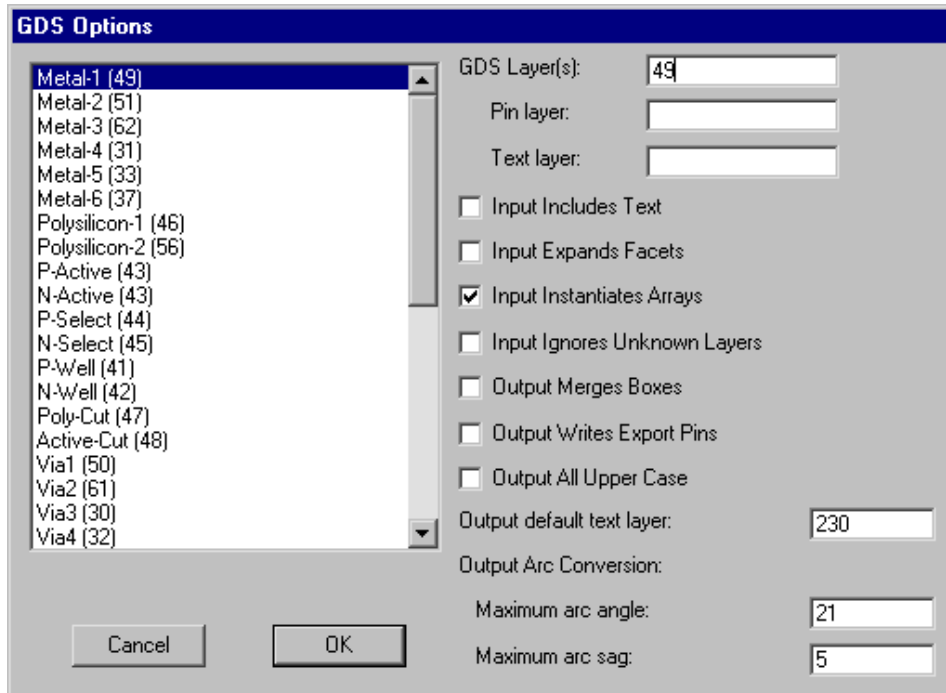 GDS Options
Metal-1 (49)
Metal-2 (51)
Metal-3 (62)
Metal-4 (31)
Metal-5 (33)
Metal-6 (37)
Polysilicon-1 (46)
Polysilicon-2 (56)
P-Active (43)
N-Active (43)
P-Select (44)
N-Select (45)
P-Well (41)
N-Well (42)
Poly-Cut (47)
Active-Cut (48)
Via1 (50)
Via2 (61)
Via3 (30)
Via4 (32)
Cancel
OK
GDS Layer(s): 49
Pin layer:
Text layer:
Input Includes Text
Input Expands Facets
Input Instantiates Arrays
Input Ignores Unknown Layers
Output Merges Boxes
Output Writes Export Pins
Output All Upper Case
Output default text layer: 230
Output Arc Conversion:
Maximum arc angle: 21
Maximum arc sag: 5